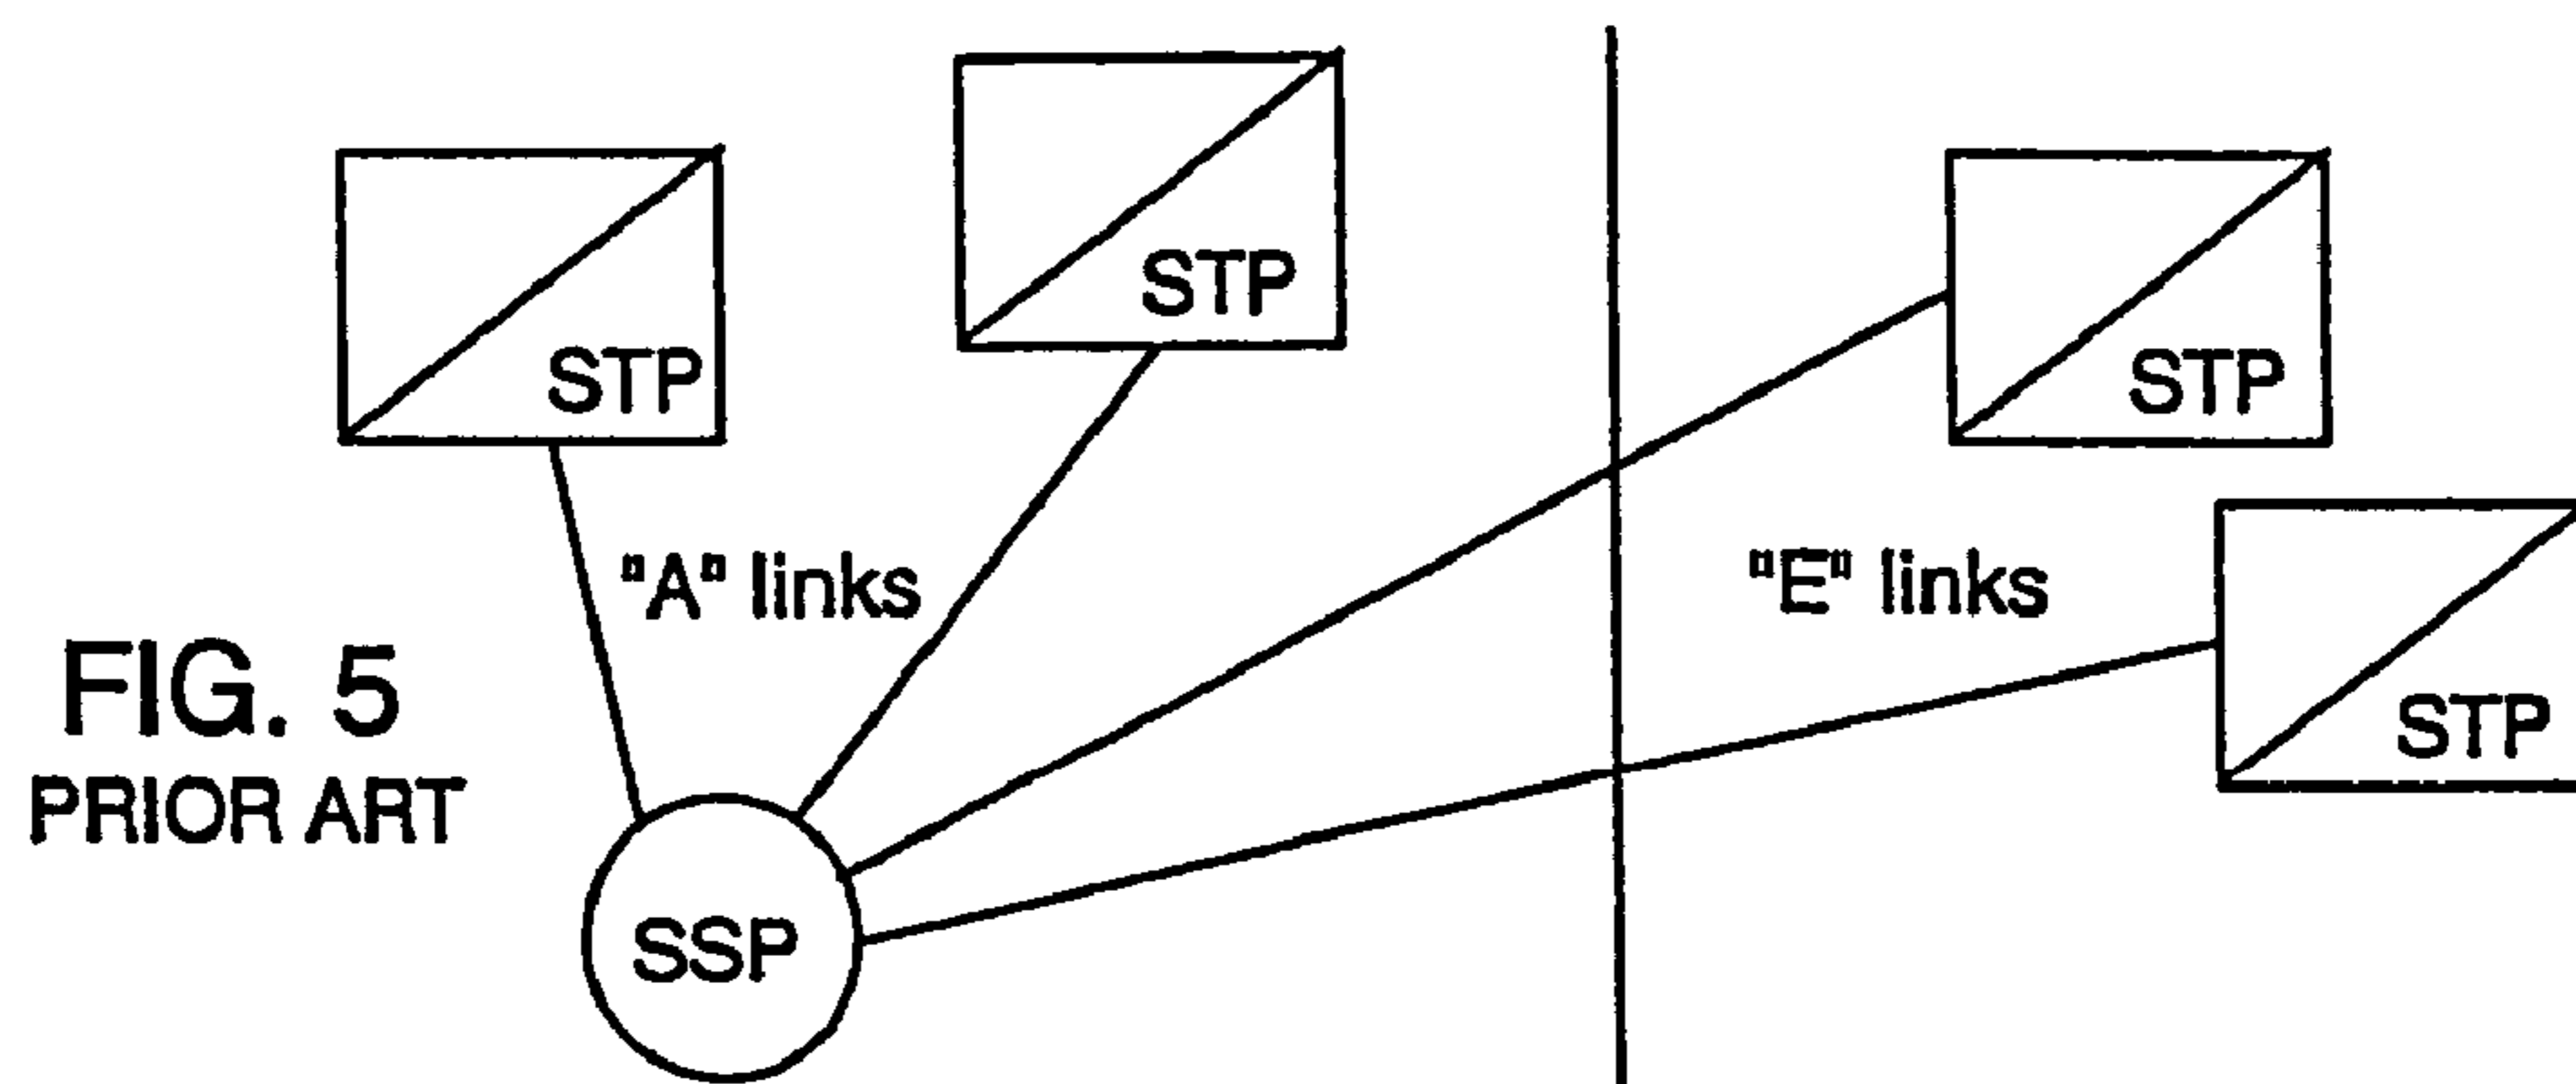 STP
STP
STP
STP
"A" links
"E" links
FIG. 5
PRIOR ART
SSP